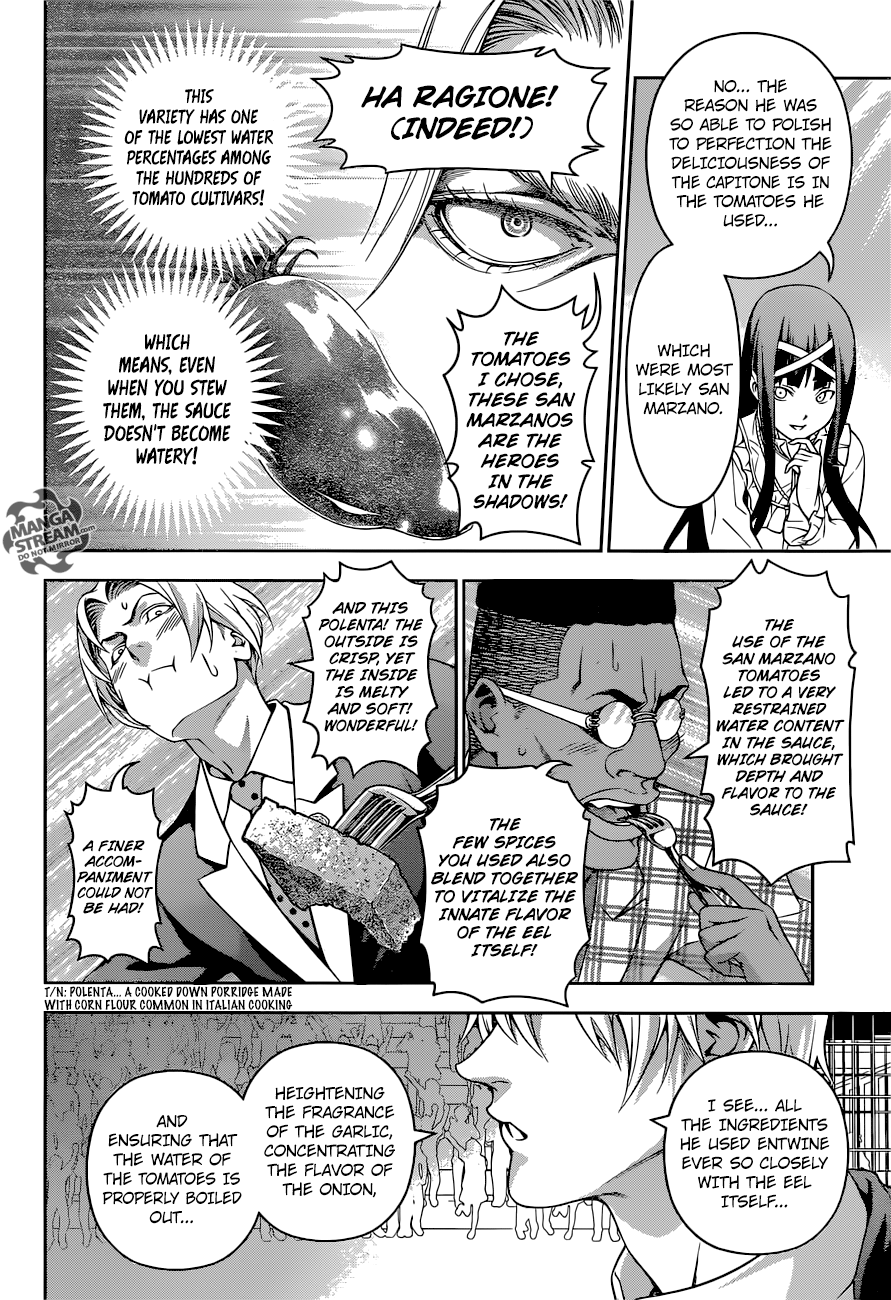 NO... THE
REASON HE WAS
SO ABLE TO POLISH
TO PERFECTION THE
DELICIOUSNESS OF
THE CAPITONE IS IN
THE TOMATOES HE
USED...
WHICH
WERE MOST
LIKELY SAN
MARZANO.
HA RAGIONE!
(INDEED!)
THE
TOMATOES
I CHOSE,
THESE SAN
MARZANOS
ARE THE
HEROES
IN THE
SHADOWS!
THIS
VARIETY HAS ONE
OF THE LOWEST WATER
PERCENTAGES AMONG
THE HUNDREDS OF
TOMATO CULTIVARS!
WHICH
MEANS, EVEN
WHEN YOU STEW
THEM, THE SAUCE
DOESN'T BECOME
WATERY!
MANGA
STREAM.com
DO NOT MIRROR
THE
USE OF THE
SAN MARZANO
TOMATOES
LED TO A VERY
RESTRAINED
WATER CONTENT
IN THE SAUCE,
WHICH BROUGHT
DEPTH AND
FLAVOR TO THE
SAUCE!
THE
FEW SPICES
YOU USED ALSO
BLEND TOGETHER
TO VITALIZE THE
INNATE FLAVOR
OF THE EEL
ITSELF!
AND THIS
POLENTA! THE
OUTSIDE IS
CRISP, YET
THE INSIDE
IS MELTY
AND SOFT!
WONDERFUL!
A FINER
ACCOM-
PANIMENT
COULD NOT
BE HAD!
T/N: POLENTA... A COOKED DOWN PORRIDGE MADE
WITH CORN FLOUR COMMON IN ITALIAN COOKING
I SEE... ALL
THE INGREDIENTS
HE USED ENTWINE
EVER SO CLOSELY
WITH THE EEL
ITSELF...
HEIGHTENING
THE FRAGRANCE
OF THE GARLIC,
CONCENTRATING
THE FLAVOR OF
THE ONION,
AND
ENSURING THAT
THE WATER OF
THE TOMATOES IS
PROPERLY BOILED
OUT...